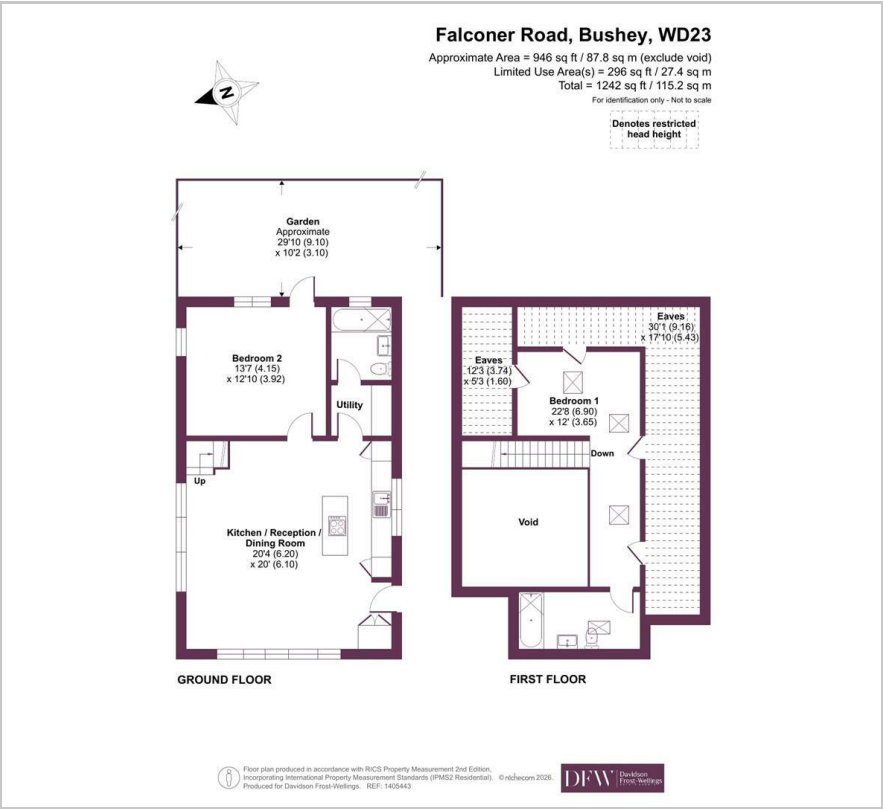 Falconer Road, Bushey, WD23
Approximate Area = 946 sq ft / 87.8 sq m (exclude void)
Limited Use Area(s) = 296 sq ft / 27.4 sq m
Total = 1242 sq ft / 115.2 sq m
For identification only - Not to scale
Denotes restricted
head height
N
Garden
Approximate
29'10 (9.10)
x 10'2 (3.10)
Bedroom 2
13'7 (4.15)
x 12'10 (3.92)
Utility
Up
Kitchen / Reception /
Dining Room
20'4 (6.20)
x 20' (6.10)
GROUND FLOOR
Eaves
30'1 (9.16)
x 17'10 (5.43)
Eaves
12'3 (3.74)
x 5'3 (1.60)
Bedroom 1
22'8 (6.90)
x 12' (3.65)
Down
Void
FIRST FLOOR
Floor plan produced in accordance with RICS Property Measurement 2nd Edition,
Incorporating International Property Measurement Standards (IPMS2 Residential). © nichecom 2026.
Produced for Davidson Frost-Wellings. REF: 1405443
DFW
Davidson
Frost-Wellings